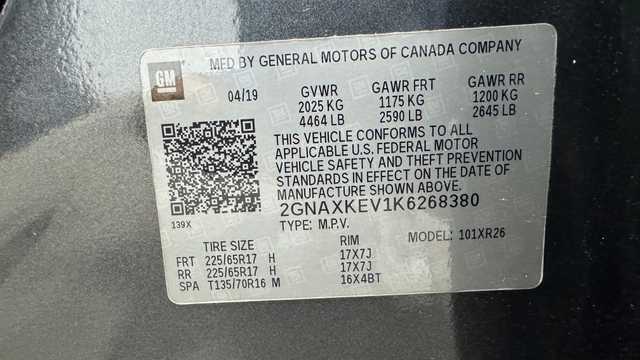 GM
MFD BY GENERAL MOTORS OF CANADA COMPANY
04/19 GVWR GAWR FRT GAWR RR
2025 KG 1175 KG 1200 KG
4464 LB 2590 LB 2645 LB
THIS VEHICLE CONFORMS TO ALL
APPLICABLE U.S. FEDERAL MOTOR
VEHICLE SAFETY AND THEFT PREVENTION
STANDARDS IN EFFECT ON THE DATE OF
MANUFACTURE SHOWN ABOVE.
139X 2GNAXKEV1K6268380
TYPE: M.P.V. MODEL: 101XR26
TIRE SIZE RIM
FRT 225/65R17 H 17X7J
RR 225/65R17 H 17X7J
SPA T135/70R16 M 16X4BT